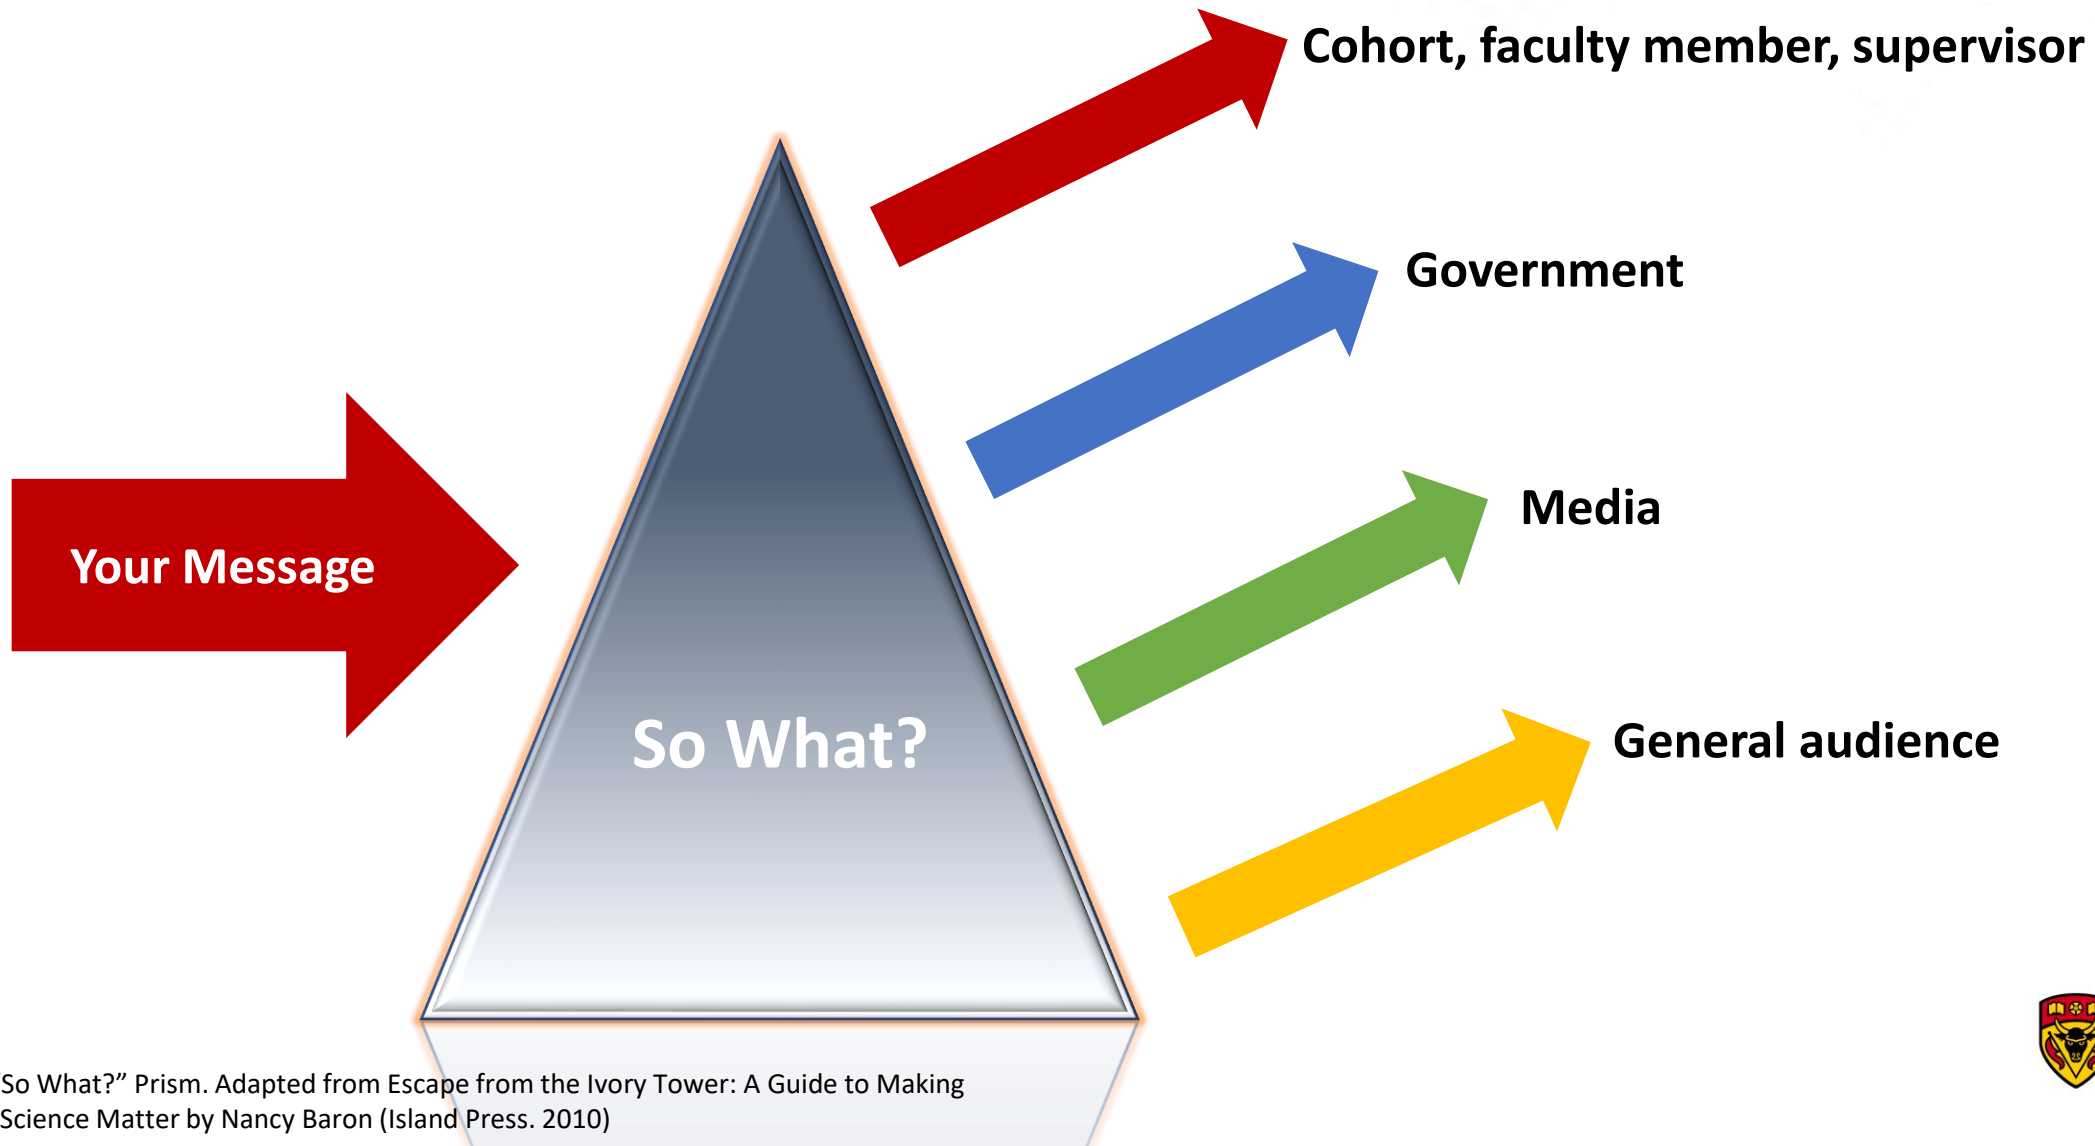 Cohort, faculty member, supervisor
Government
Media
Your Message
So What?
General audience
So What?” Prism. Adapted from Escape from the Ivory Tower: A Guide to Making
Science Matter by Nancy Baron (Island Press. 2010)